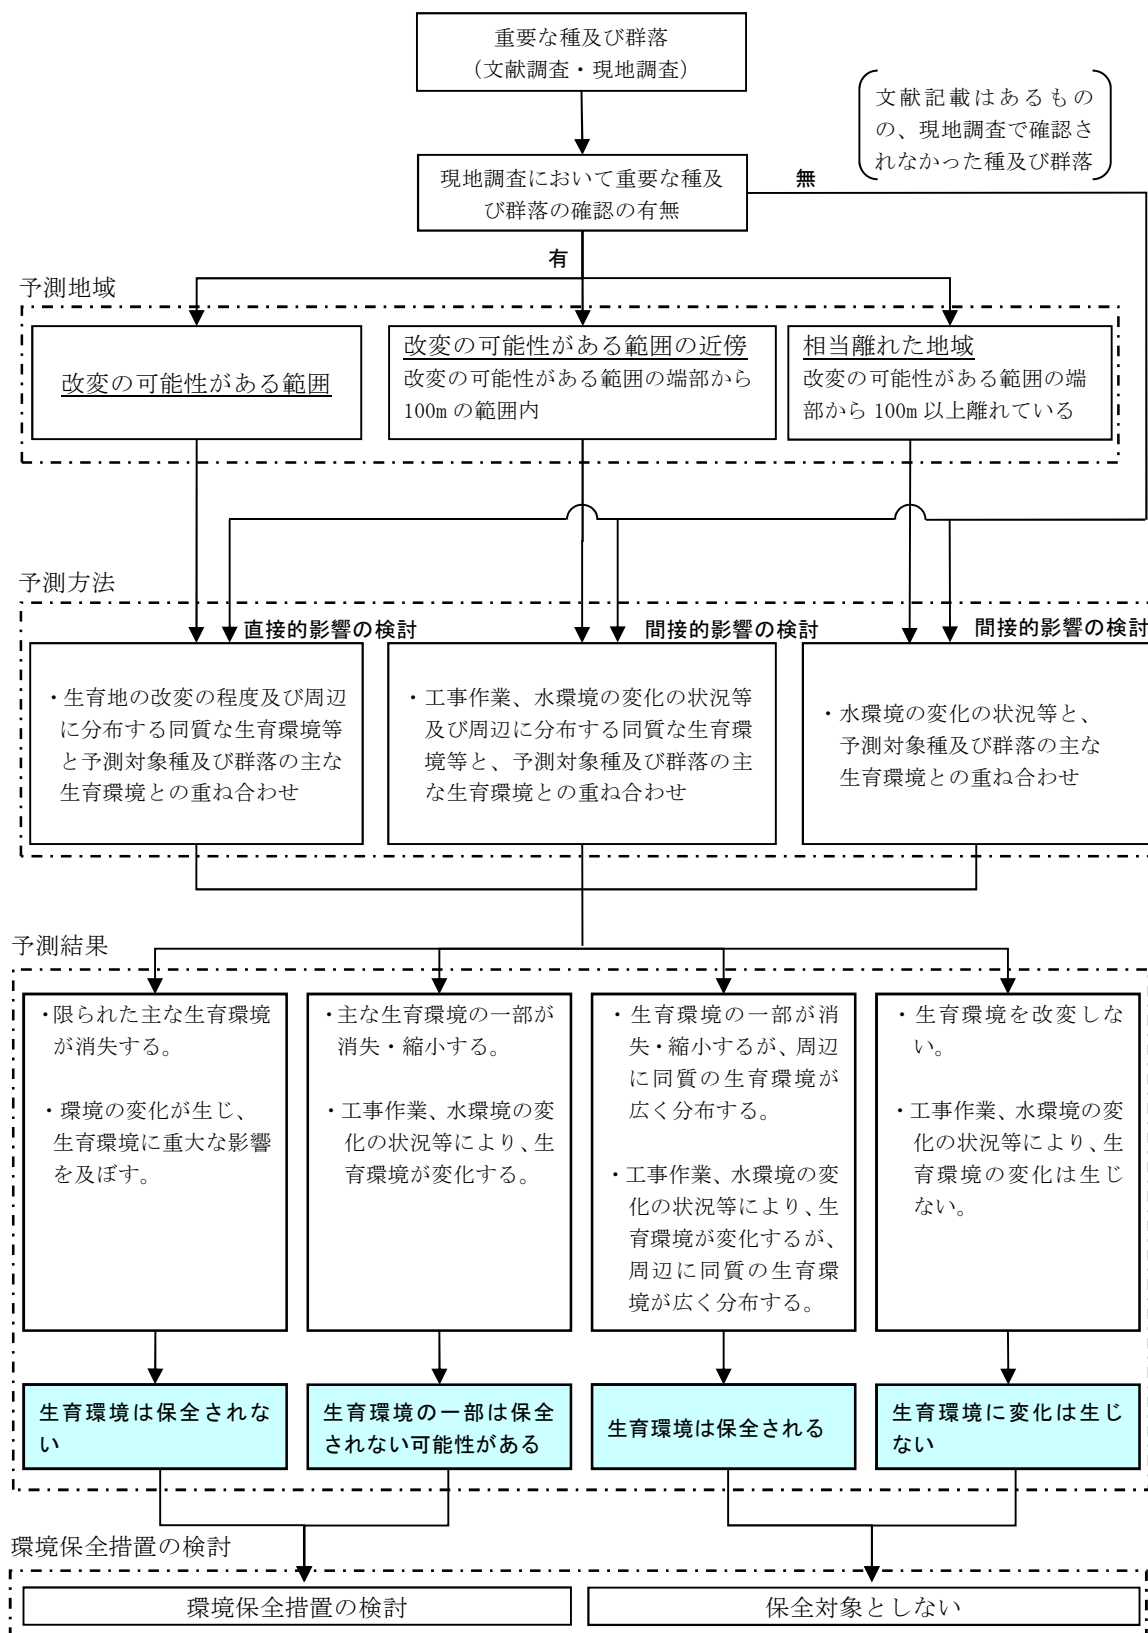 重要な種及び群落
(文献調査・現地調査)
文献記載はあるもの
の、現地調査で確認さ
れなかった種及び群落
現地調査において重要な種及
び群落の確認の有無
無
有
予測地域
改変の可能性がある範囲
改変の可能性がある範囲の近傍
改変の可能性がある範囲の端部から
100m の範囲内
相当離れた地域
改変の可能性がある範囲の端
部から 100m 以上離れている
予測方法
直接的影響の検討
間接的影響の検討
間接的影響の検討
・生育地の改変の程度及び周辺
に分布する同質な生育環境等
と予測対象種及び群落の主な
生育環境との重ね合わせ
・工事作業、水環境の変化の状況等
及び周辺に分布する同質な生育環
境等と、予測対象種及び群落の主
な生育環境との重ね合わせ
・水環境の変化の状況等と、
予測対象種及び群落の主な
生育環境との重ね合わせ
予測結果
・限られた主な生育環境
が消失する。
・環境の変化が生じ、
生育環境に重大な影響
を及ぼす。
・主な生育環境の一部が
消失・縮小する。
・工事作業、水環境の変
化の状況等により、生
育環境が変化する。
・生育環境の一部が消
失・縮小するが、周辺
に同質の生育環境が
広く分布する。
・工事作業、水環境の変
化の状況等により、生
育環境が変化するが、
周辺に同質の生育環
境が広く分布する。
・生育環境を改変しな
い。
・工事作業、水環境の変
化の状況等により、生
育環境の変化は生じ
ない。
生育環境は保全されな
い
生育環境の一部は保全
されない可能性がある
生育環境は保全される
生育環境に変化は生じ
ない
環境保全措置の検討
環境保全措置の検討
保全対象としない